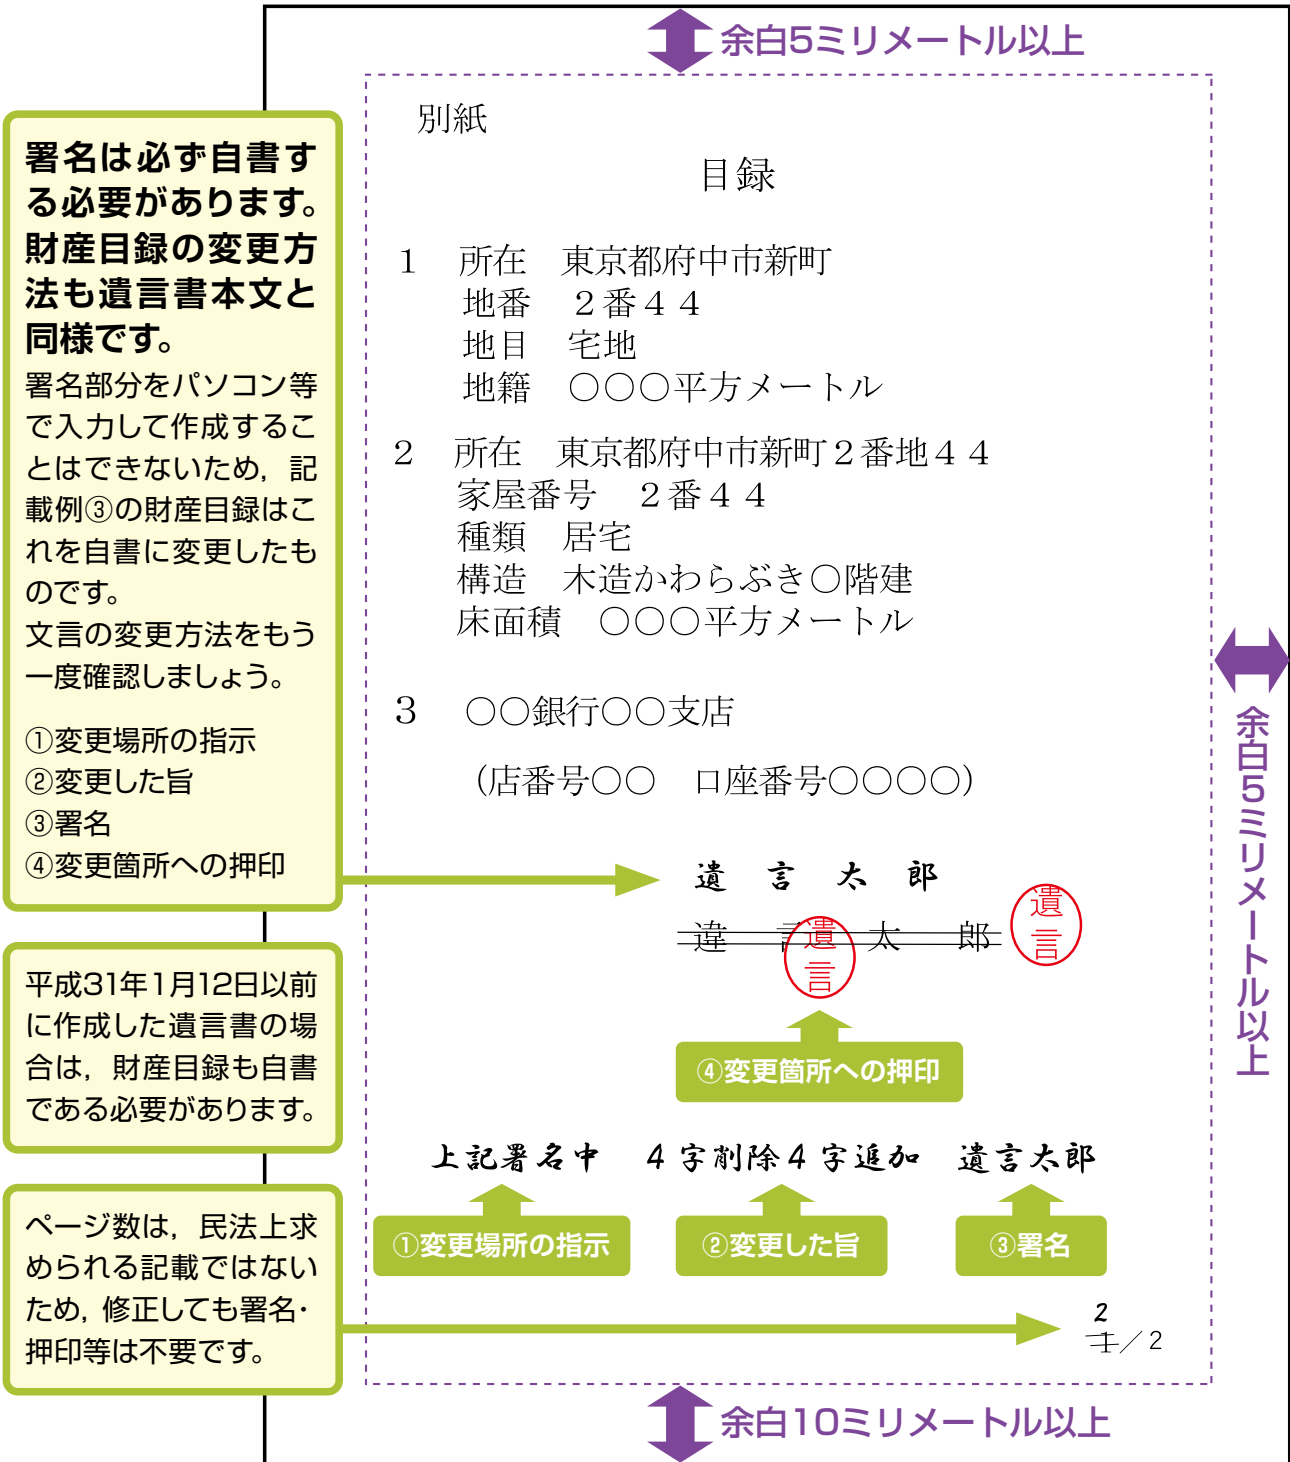 余白5ミリメートル以上
別紙
目録
1 所在 東京都府中市新町
地番 2番44
地目 宅地
地籍 ○○○平方メートル
2 所在 東京都府中市新町2番地44
家屋番号 2番44
種類 居宅
構造 木造かわらぶき○階建
床面積 ○○○平方メートル
3 ○○銀行○○支店
(店番号○○ 口座番号○○○○)
遺言太郎
遺言
違言太郎
遺言
④変更箇所への押印
上記署名中 4字削除4字追加 遺言太郎
①変更場所の指示
②変更した旨
③署名
2
1/2
余白10ミリメートル以上
余白5ミリメートル以上
署名は必ず自書す
る必要があります。
財産目録の変更方
法も遺言書本文と
同様です。
署名部分をパソコン等
で入力して作成するこ
とはできないため，記
載例③の財産目録はこ
れを自書に変更したも
のです。
文言の変更方法をもう
一度確認しましょう。
①変更場所の指示
②変更した旨
③署名
④変更箇所への押印
平成31年1月12日以前
に作成した遺言書の場
合は，財産目録も自書
である必要があります。
ページ数は，民法上求
められる記載ではない
ため，修正しても署名・
押印等は不要です。